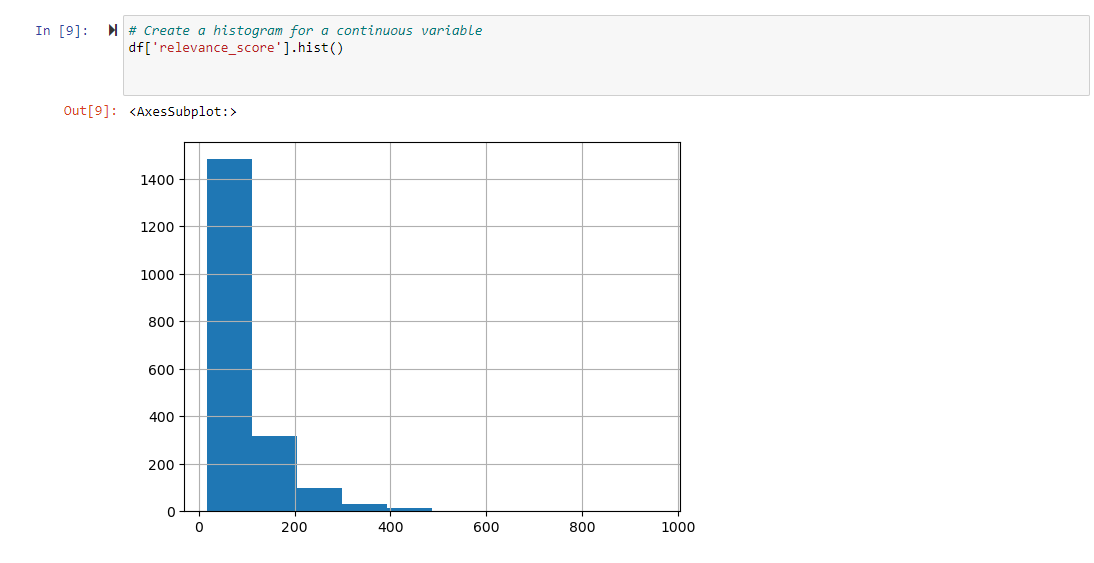 In [9]:
# Create a histogram for a continuous variable
df['relevance_score'].hist()
Out[9]: <AxesSubplot:>
1400
1200
1000
800
600
400
200
0
0 200 400 600 800 1000